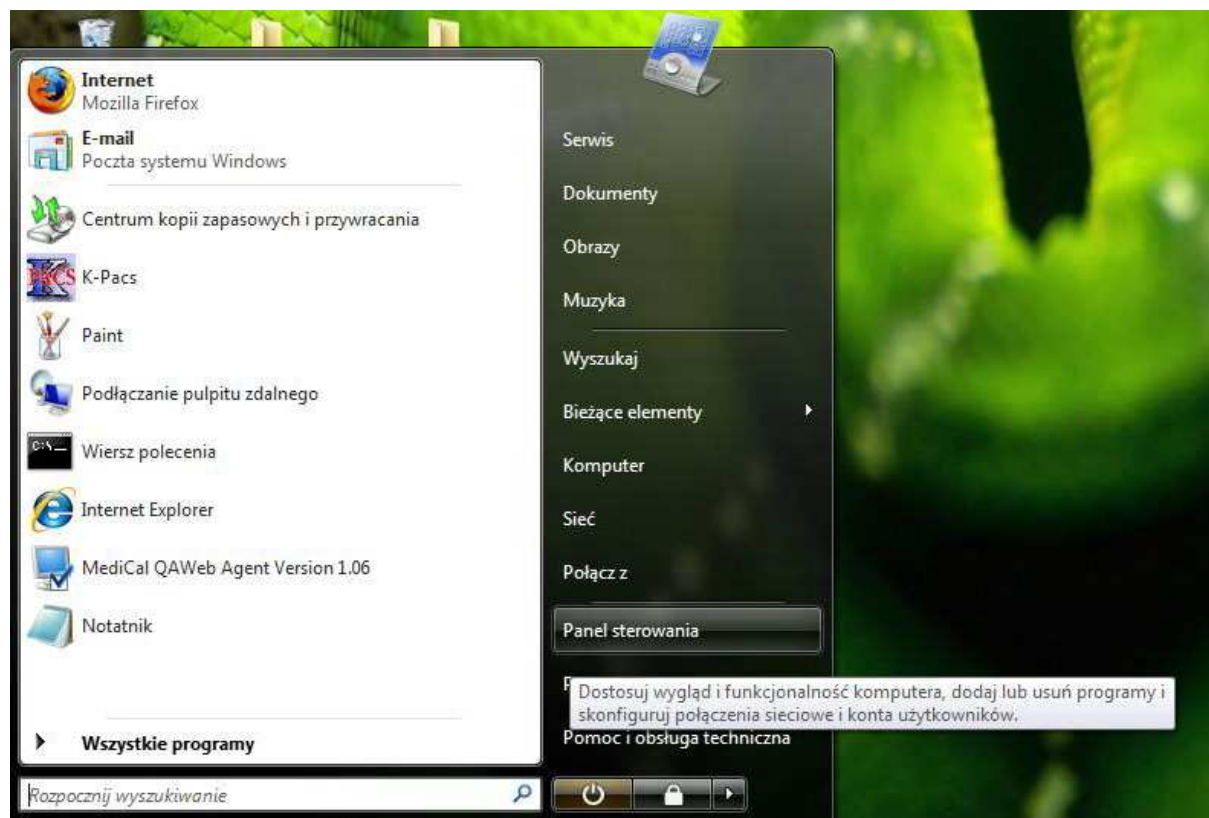 Internet
Mozilla Firefox
E-mail
Poczta systemu Windows
Centrum kopii zapasowych i przywracania
K-Pacs
Paint
Podłączanie pulpitu zdalnego
Wiersz polecenia
Internet Explorer
MediCal QAWeb Agent Version 1.06
Notatnik
Wszystkie programy
Rozpocznij wyszukiwanie
Serwis
Dokumenty
Obrazy
Muzyka
Wyszukaj
Bieżące elementy
Komputer
Sieć
Połącz z
Panel sterowania
Dostosuj wygląd i funkcjonalność komputera, dodaj lub usuń programy i
skonfiguruj połączenia sieciowe i konta użytkowników.
Pomoc i obsługa techniczna